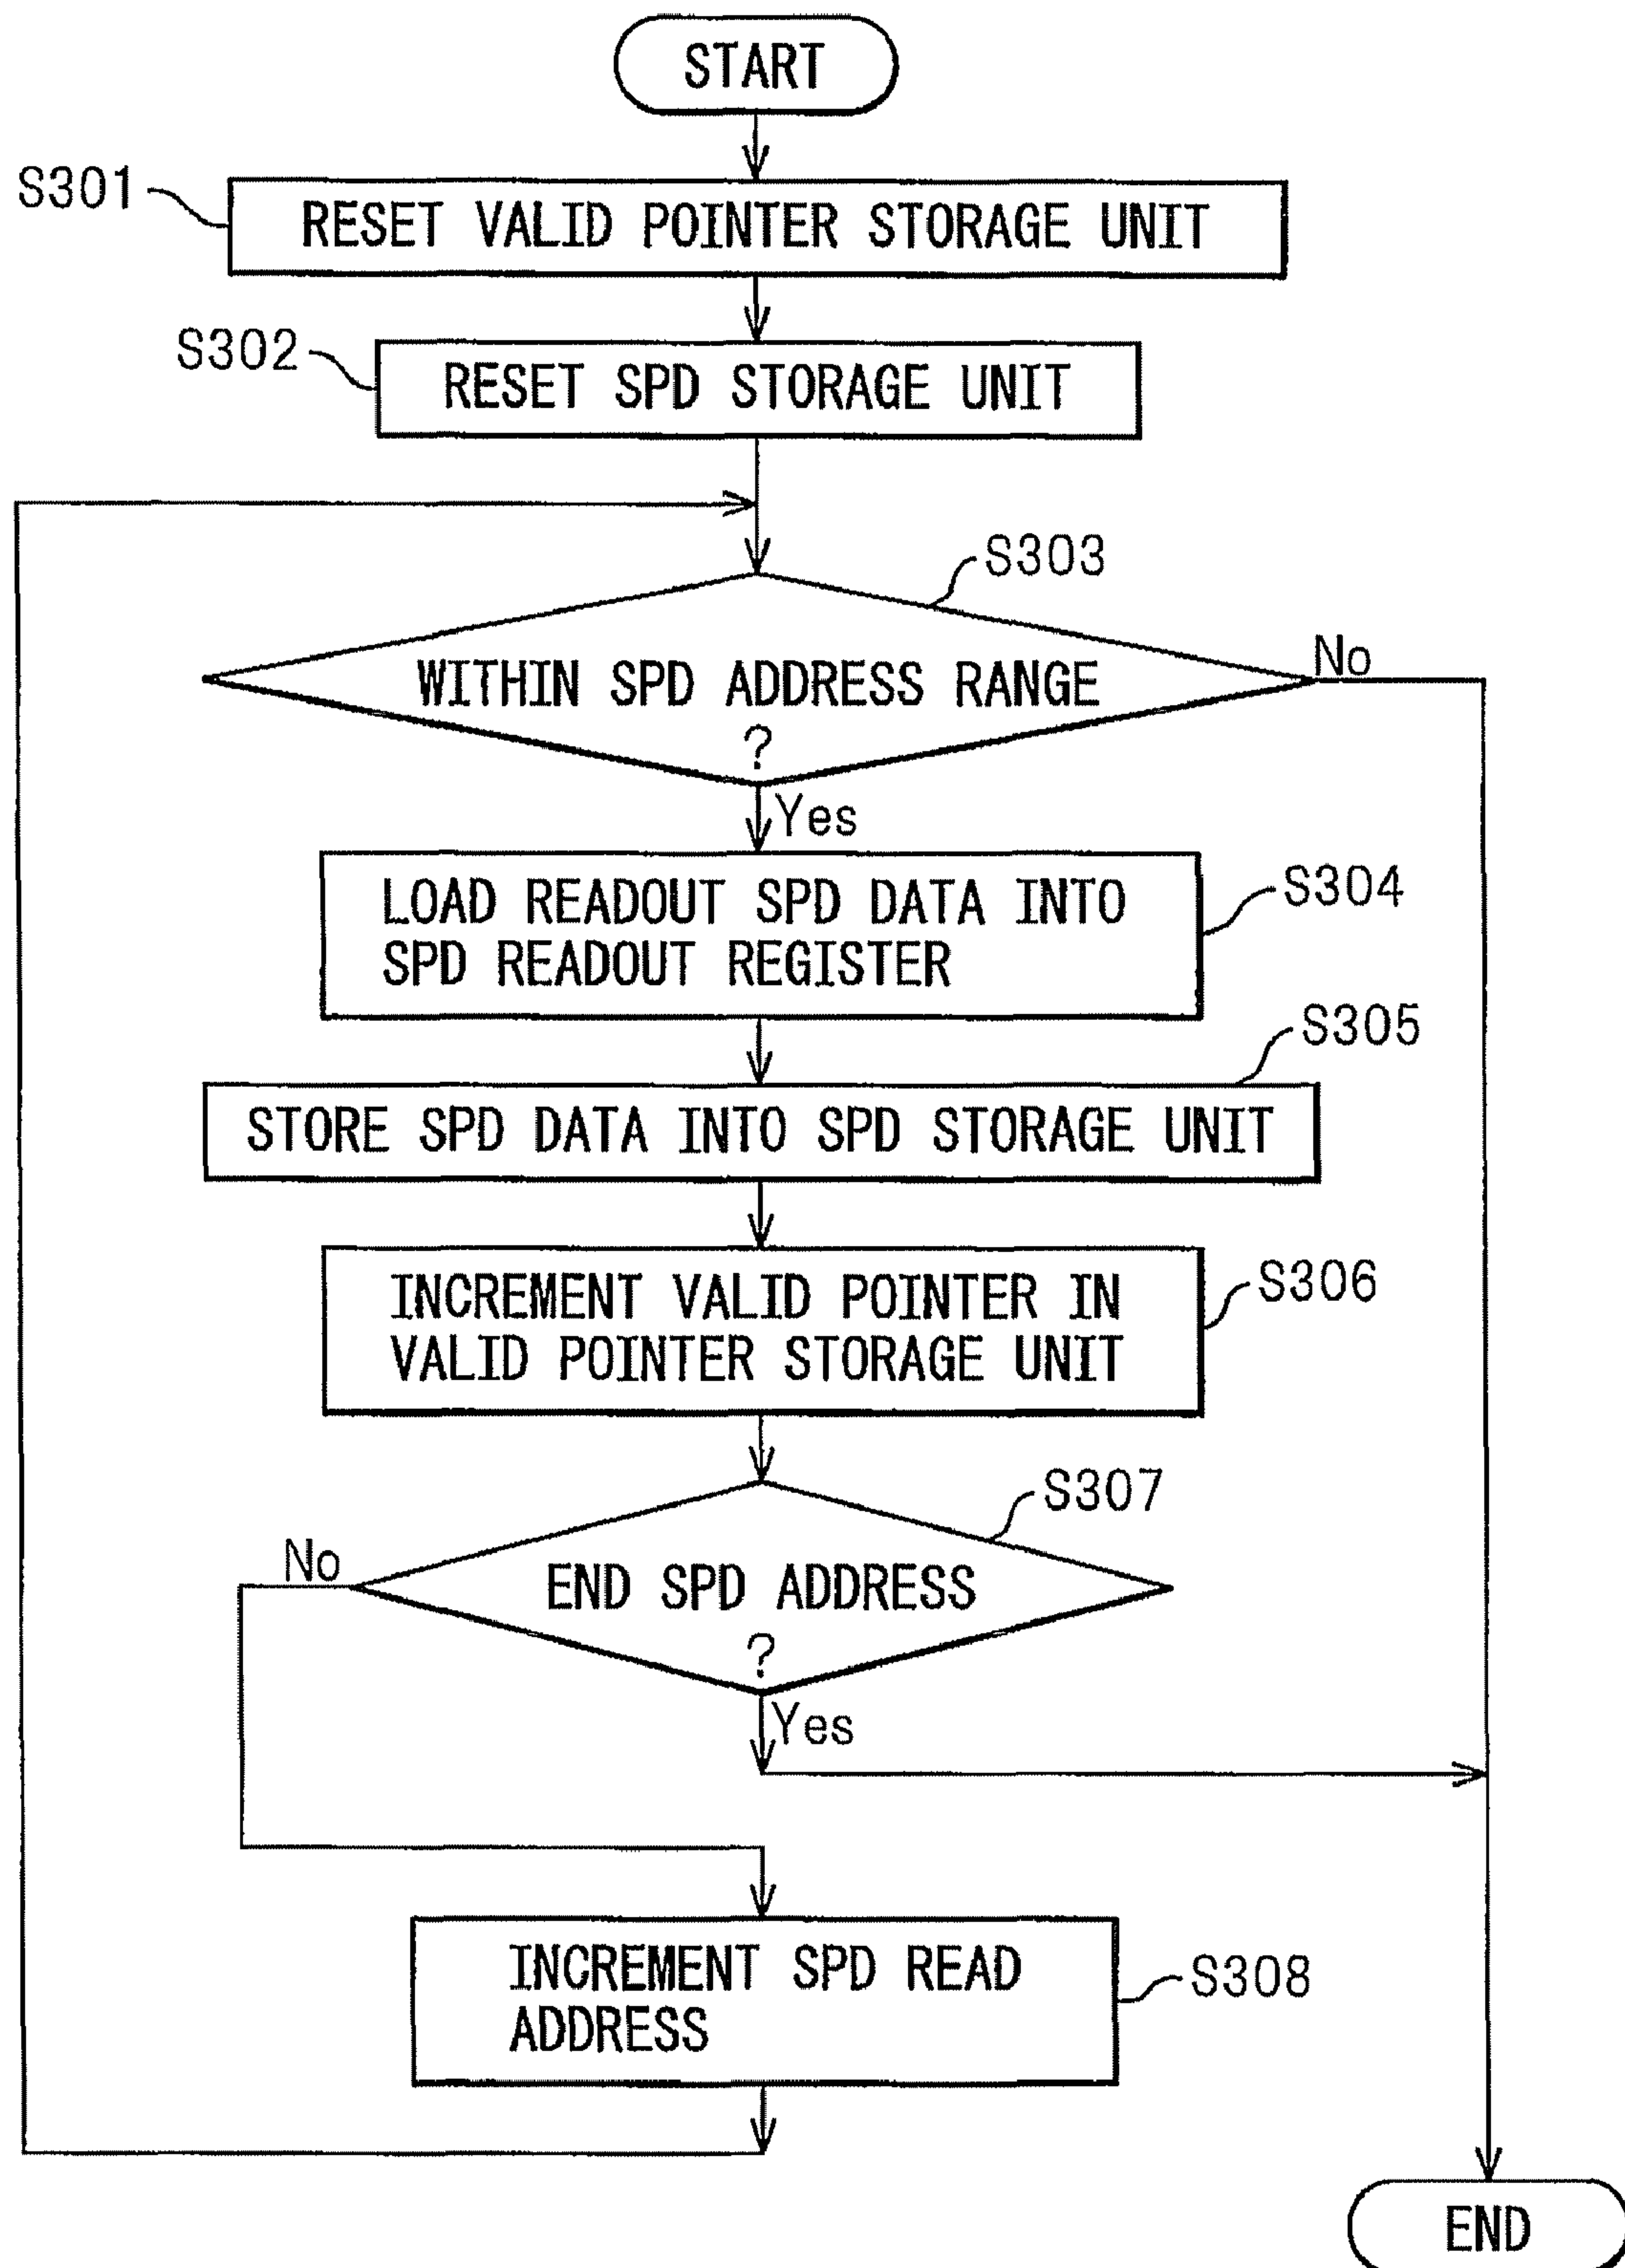 START
S301
RESET VALID POINTER STORAGE UNIT
S302
RESET SPD STORAGE UNIT
S303
WITHIN SPD ADDRESS RANGE
?
No
Yes
S304
LOAD READOUT SPD DATA INTO
SPD READOUT REGISTER
S305
STORE SPD DATA INTO SPD STORAGE UNIT
S306
INCREMENT VALID POINTER IN
VALID POINTER STORAGE UNIT
S307
No
END SPD ADDRESS
?
Yes
INCREMENT SPD READ
ADDRESS
S308
END